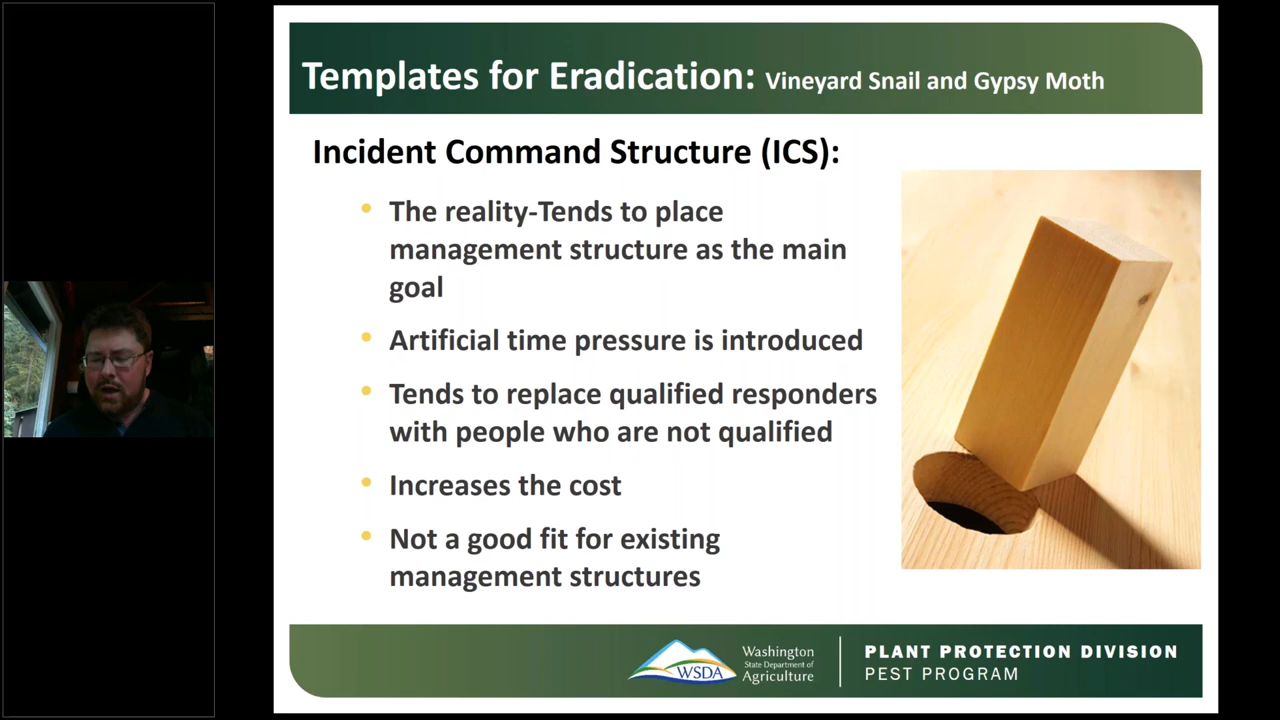 Templates for Eradication: Vineyard Snail and Gypsy Moth
Incident Command Structure (ICS):
• The reality-Tends to place
management structure as the main
goal
• Artificial time pressure is introduced
• Tends to replace qualified responders
with people who are not qualified
• Increases the cost
• Not a good fit for existing
management structures
WSDA
Washington
State Department of
Agriculture
PLANT PROTECTION DIVISION
PEST PROGRAM